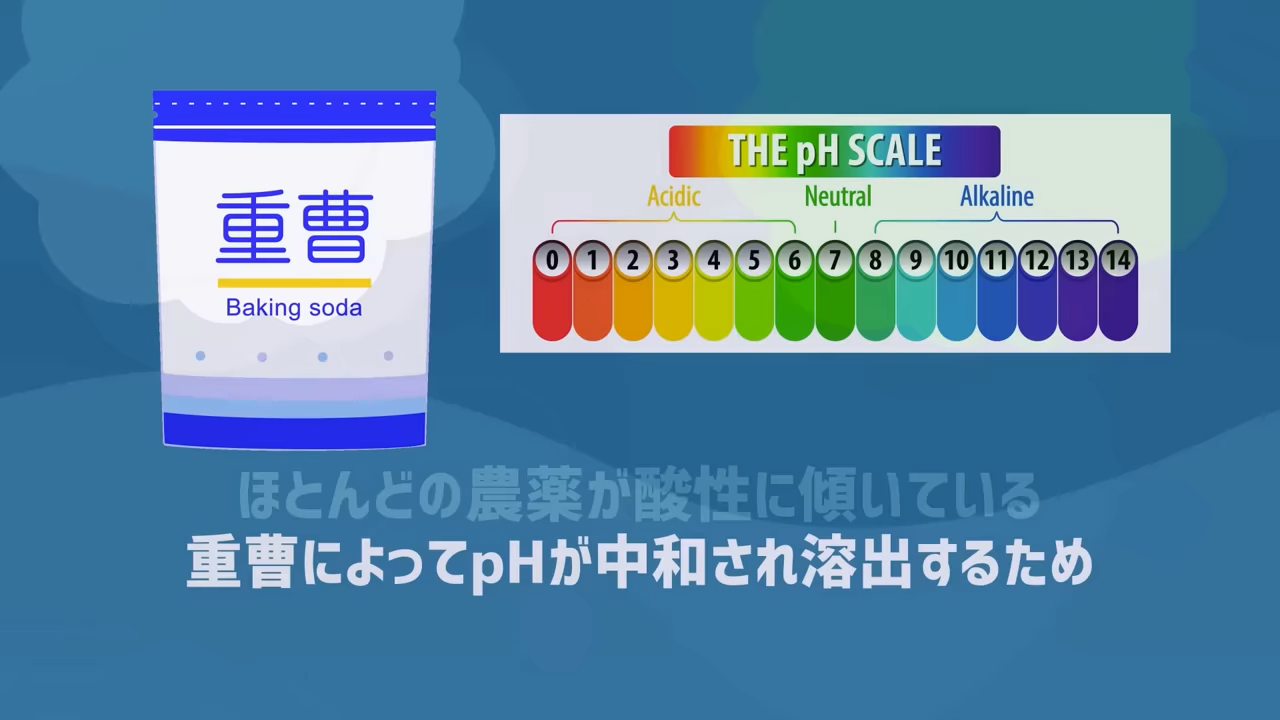 重曹
Baking soda
THE pH SCALE
Acidic Neutral Alkaline
0 1 2 3 4 5 6 7 8 9 10 11 12 13 14
ほとんどの農薬が酸性に傾いている
重曹によってpHが中和され溶出するため